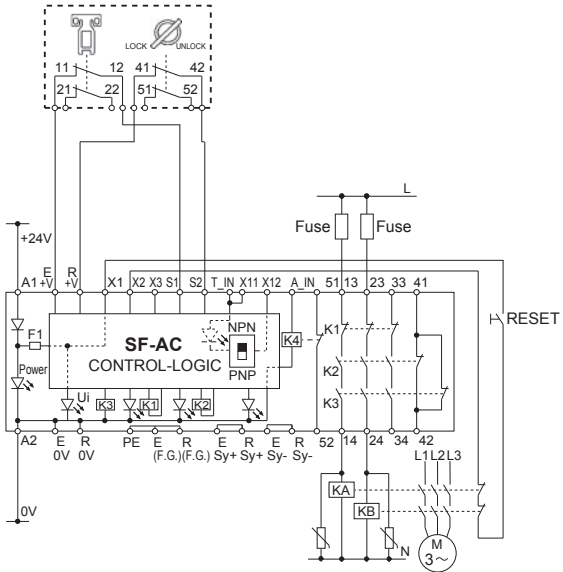 LOCK UNLOCK
11 12 41 42
21 22 51 52
L
Fuse Fuse
+24V
E
+V
R
+V
A1 X1 X2 X3 S1 S2 T_IN X11 X12 A_IN 51 13 23 33 41
F1
SF-AC
CONTROL-LOGIC
NPN
PNP
K4
K1
K2
K3
RESET
Power
Ui
K3 K1 K2
A2
E
0V
R
0V
PE
E
(F.G.)
R
(F.G.)
E
Sy+
R
Sy+
E
Sy-
R
Sy-
52 14 24 34 42
L1 L2 L3
KA
KB
0V
N
M
3~